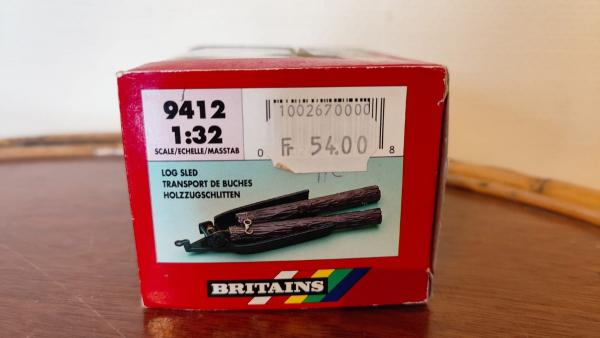 9412
1:32
SCALE/ECHELLE/MASSTAB
1002670000
Fr 54.00
0
8
LOG SLED
TRANSPORT DE BUCHES
HOLZZUGSCHLITTEN
BRITAINS